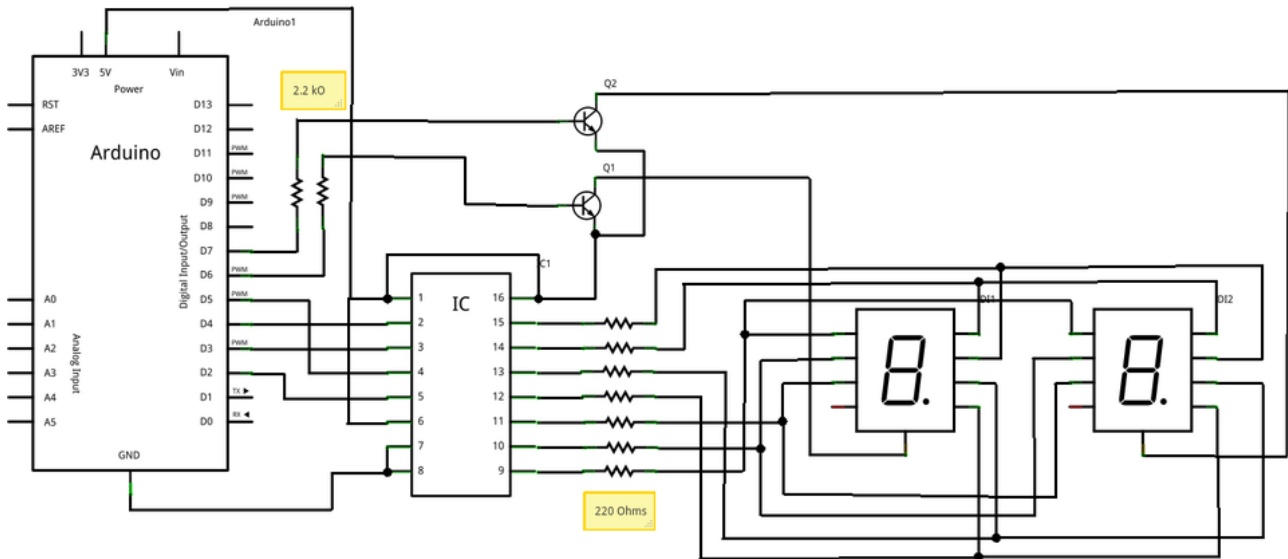 Arduino1
3V3 5V Vin
Power
2.2 kO
Q2
RST
AREF
Arduino
D13
D12
PWM
D11
PWM
D10
PWM
D9
D8
D7
PWM
D6
PWM
D5
D4
PWM
D3
D2
TX ▶
D1
RX ◀
D0
Digital Input/Output
A0
A1
A2
A3
A4
A5
Analog Input
GND
Q1
C1
IC
1 16
2 15
3 14
4 13
5 12
6 11
7 10
8 9
220 Ohms
DI1
DI2